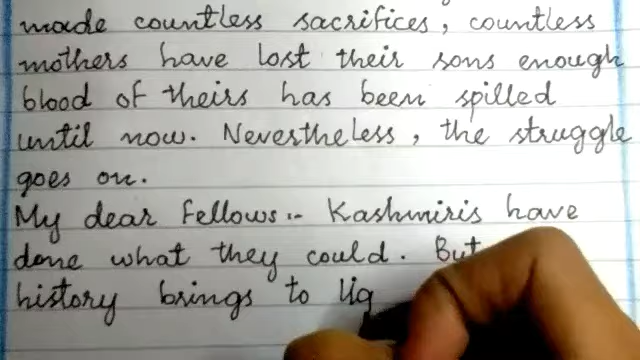 made countless sacrifices, countless
mothers have lost their sons enough
blood of theirs has been spilled
until now. Nevertheless, the struggle
goes on.
My dear fellows:- Kashmiris have
done what they could. But
history brings to lig